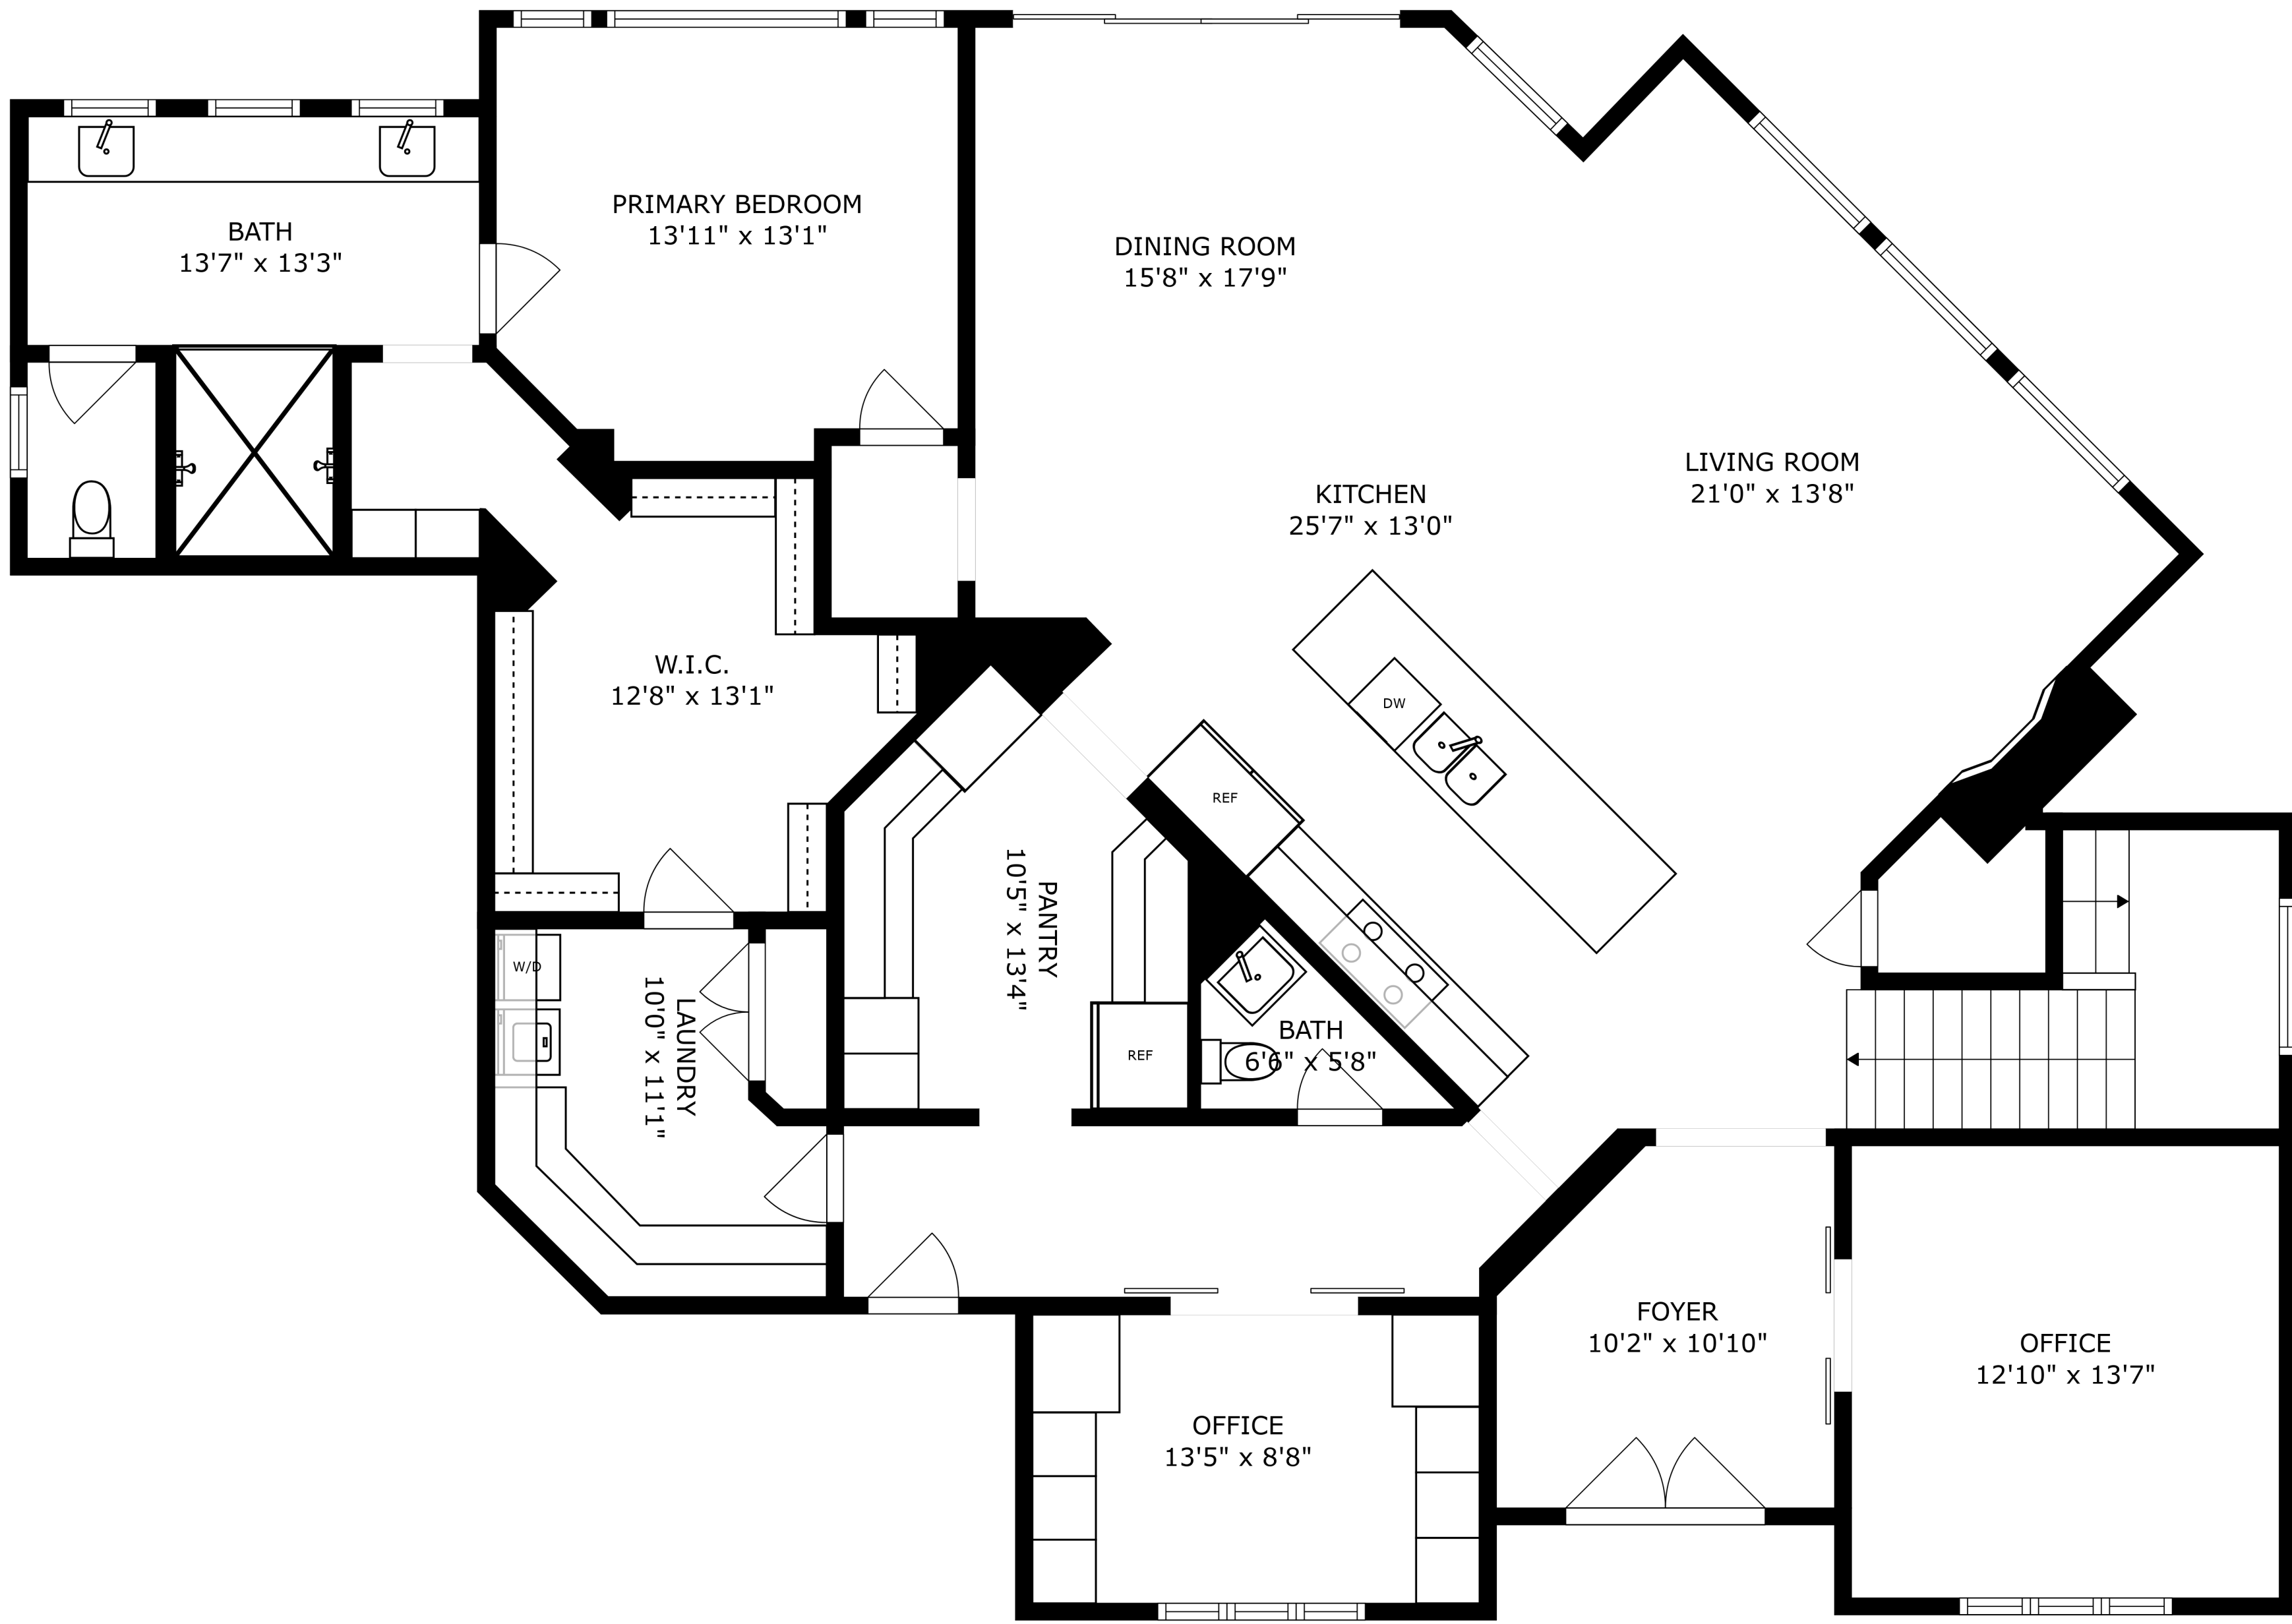 PRIMARY BEDROOM
13'11" x 13'1"
BATH
13'7" x 13'3"
DINING ROOM
15'8" x 17'9"
LIVING ROOM
21'0" x 13'8"
KITCHEN
25'7" x 13'0"
W.I.C.
12'8" x 13'1"
DW
REF
PANTRY
10'5" x 13'4"
W/D
LAUNDRY
10'0" x 11'1"
REF
BATH
6'6" x 5'8"
FOYER
10'2" x 10'10"
OFFICE
12'10" x 13'7"
OFFICE
13'5" x 8'8"